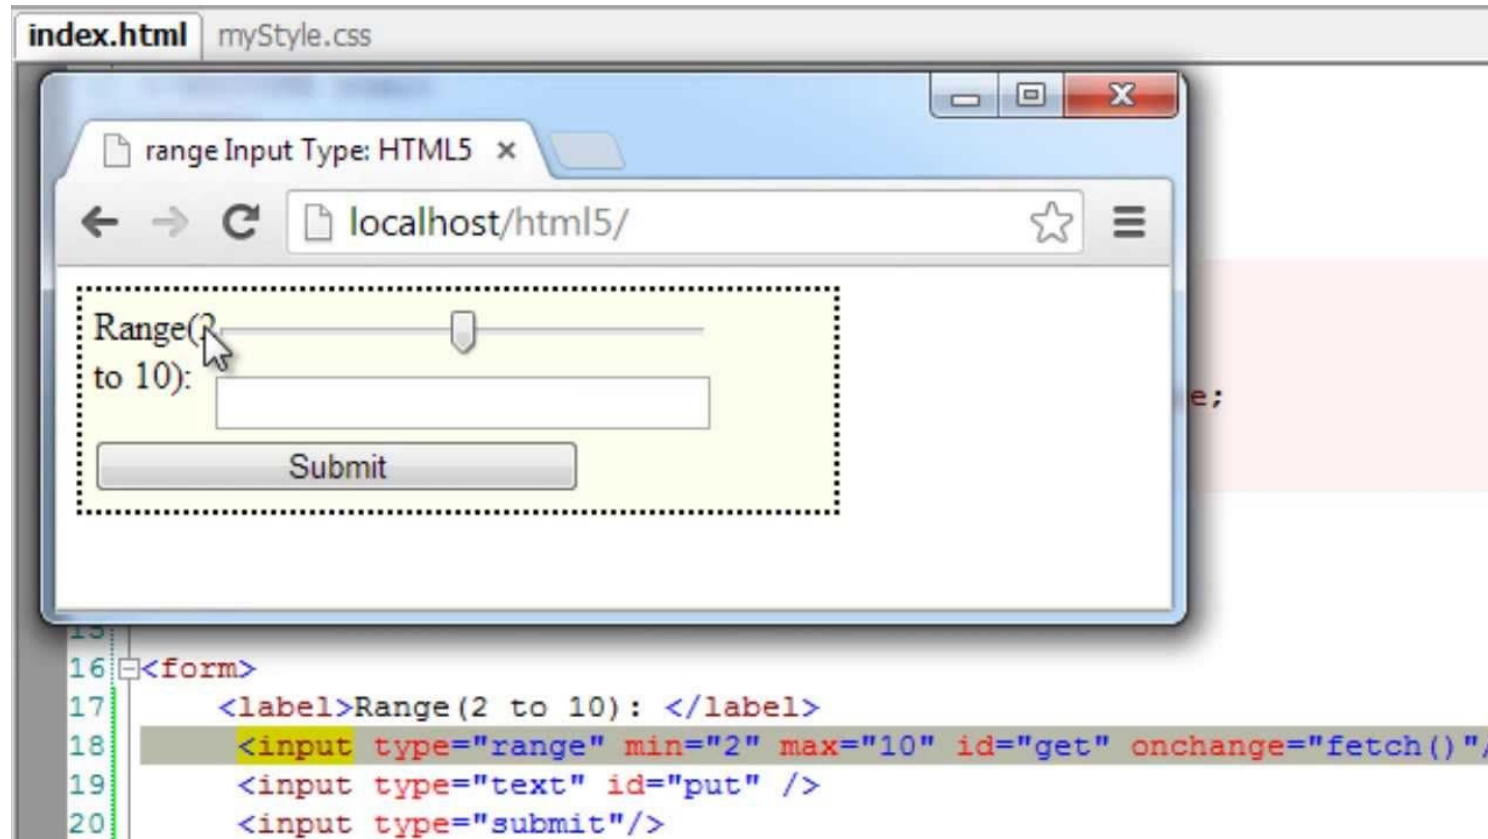 index.html myStyle.css
range Input Type: HTML5
localhost/html5/
Range(2
to 10):
Submit
e;
15
16 <form>
17 <label>Range(2 to 10): </label>
18 <input type="range" min="2" max="10" id="get" onchange="fetch()"/
19 <input type="text" id="put" />
20 <input type="submit"/>